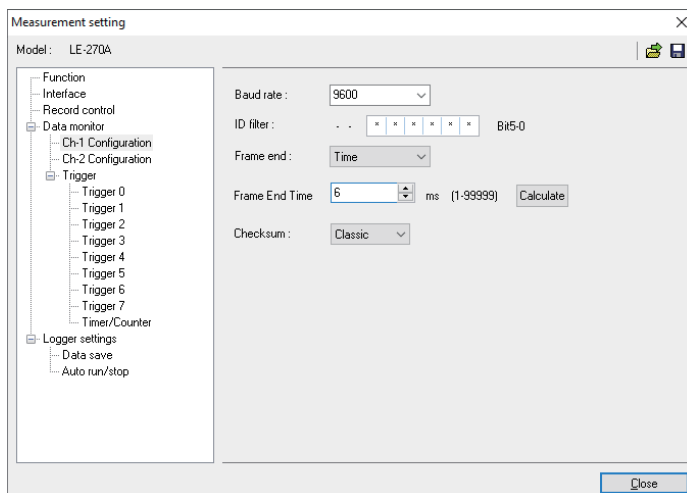 Measurement setting
Model : LE-270A
Function
Interface
Record control
Data monitor
Ch-1 Configuration
Ch-2 Configuration
Trigger
Trigger 0
Trigger 1
Trigger 2
Trigger 3
Trigger 4
Trigger 5
Trigger 6
Trigger 7
Timer/Counter
Logger settings
Data save
Auto run/stop
Baud rate : 9600
ID filter : - - * * * * * * Bit5-0
Frame end : Time
Frame End Time 6 ms (1-99999) Calculate
Checksum : Classic
Close